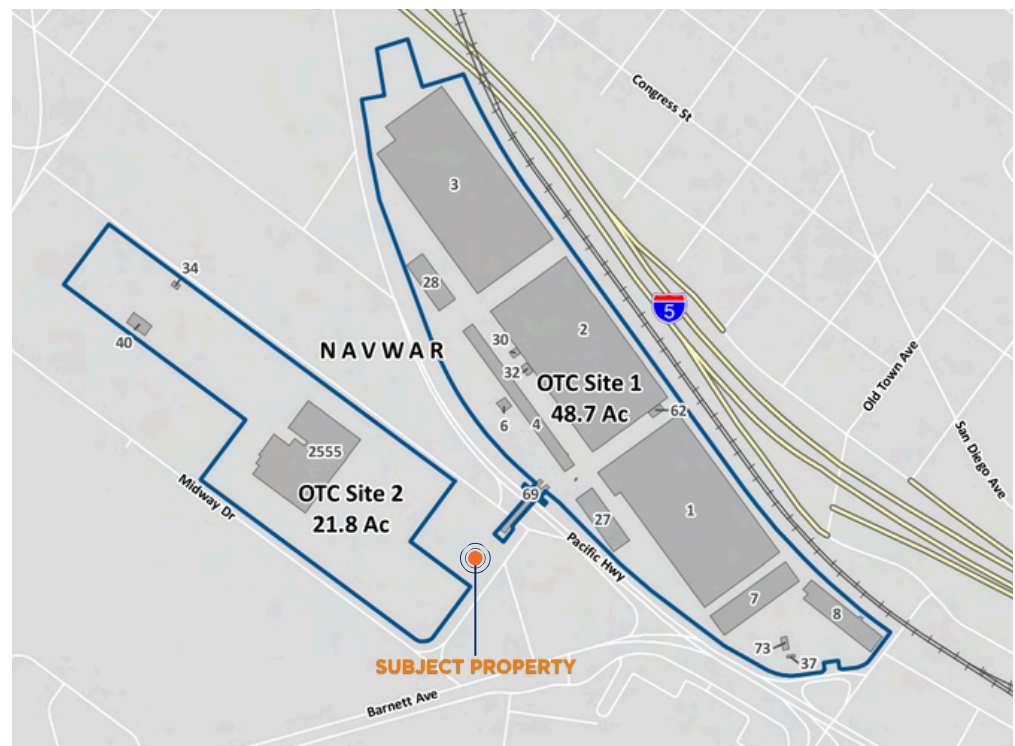 Congress St
3
34
28
5
40
NAVWAR
30
2
32
OTC Site 1
48.7 Ac
62
Old Town Ave
6
4
San Diego Ave
2555
OTC Site 2
21.8 Ac
Midway Dr
69
27
1
Pacific Hwy
7
8
73
37
SUBJECT PROPERTY
Barnett Ave